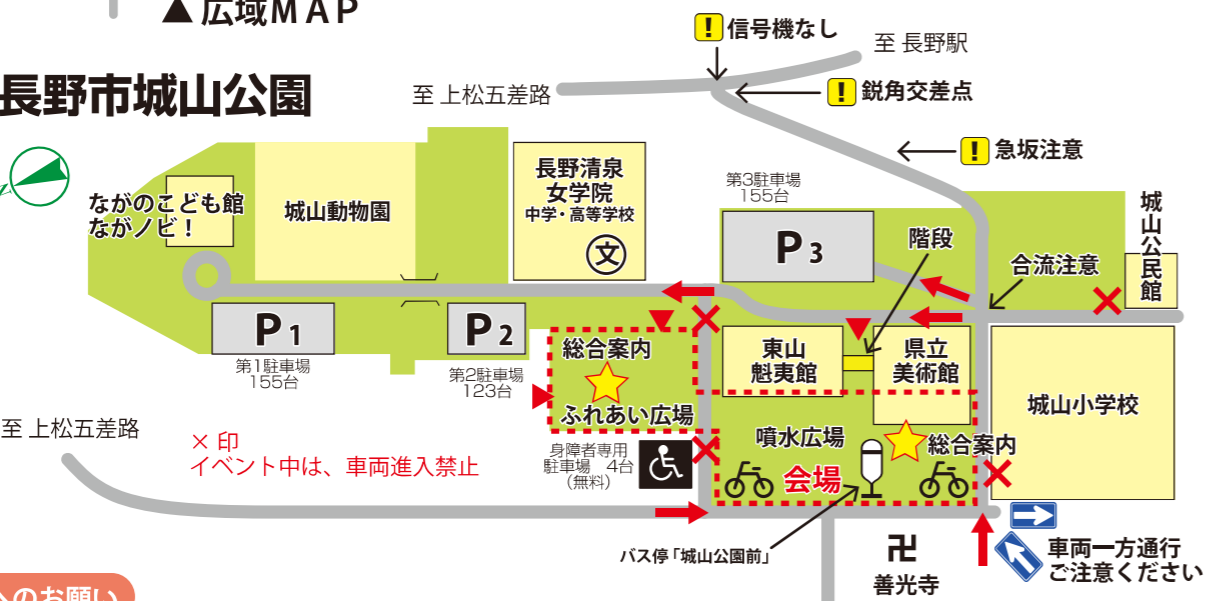 ▲広域MAP
長野市城山公園
! 信号機なし
至 長野駅
至 上松五差路
! 鋭角交差点
! 急坂注意
ながのこども館
ながノビ！
城山動物園
長野清泉
女学院
中学・高等学校
文
第3駐車場
155台
P3
階段
合流注意
城山公民館
P1
第1駐車場
155台
P2
第2駐車場
123台
総合案内
ふれあい広場
東山
魁夷館
県立
美術館
城山小学校
至 上松五差路
× 印
イベント中は、車両進入禁止
身障者専用
駐車場 4台
（無料）
噴水広場
会場
総合案内
バス停「城山公園前」
卍
善光寺
車両一方通行
ご注意ください
のお願い